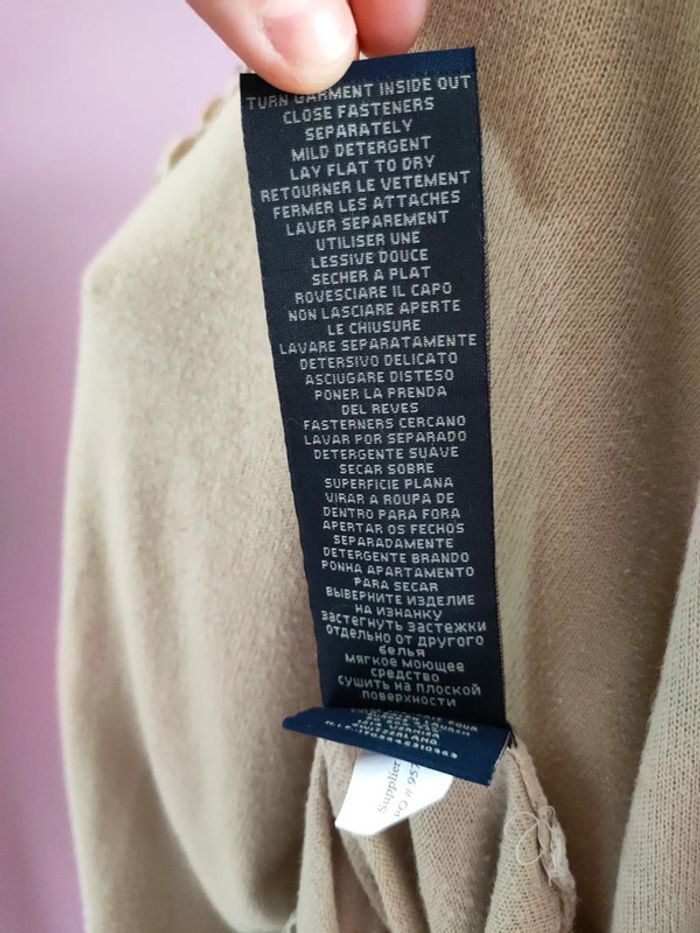 TURN GARMENT INSIDE OUT
CLOSE FASTENERS
SEPARATELY
MILD DETERGENT
LAY FLAT TO DRY
RETOURNER LE VETEMENT
FERMER LES ATTACHES
LAVER SEPAREMENT
UTILISER UNE
LESSIVE DOUCE
SECHER A PLAT
ROVESCIARE IL CAPO
NON LASCIARE APERTE
LE CHIUSURE
LAVARE SEPARATAMENTE
DETERSIVO DELICATO
ASCIUGARE DISTESO
PONER LA PRENDA
DEL REVES
FASTERNERS CERCANO
LAVAR POR SEPARADO
DETERGENTE SUAVE
SECAR SOBRE
SUPERFICIE PLANA
VIRAR A ROUPA DE
DENTRO PARA FORA
APERTAR OS FECHOS
SEPARADAMENTE
DETERGENTE BRANDO
PONHA APARTAMENTO
PARA SECAR
ВЫВЕРНИТЕ ИЗДЕЛИЕ
НА ИЗНАНКУ
застегнуть застежки
отдельно от другого
белья
мягкое моющее
средство
сушить на плоской
поверхности
SWITZERLAND
Supplier
PO # 957